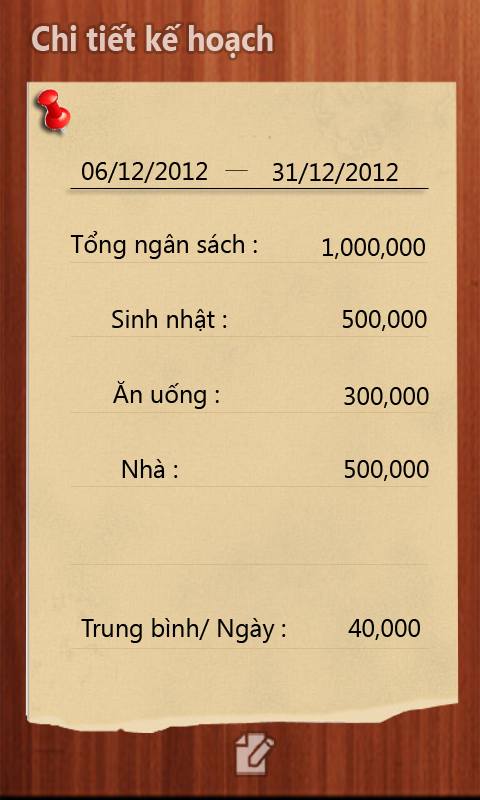 Chi tiết kế hoạch
06/12/2012 — 31/12/2012
Tổng ngân sách : 1,000,000
Sinh nhật : 500,000
Ăn uống : 300,000
Nhà : 500,000
Trung bình/ Ngày : 40,000